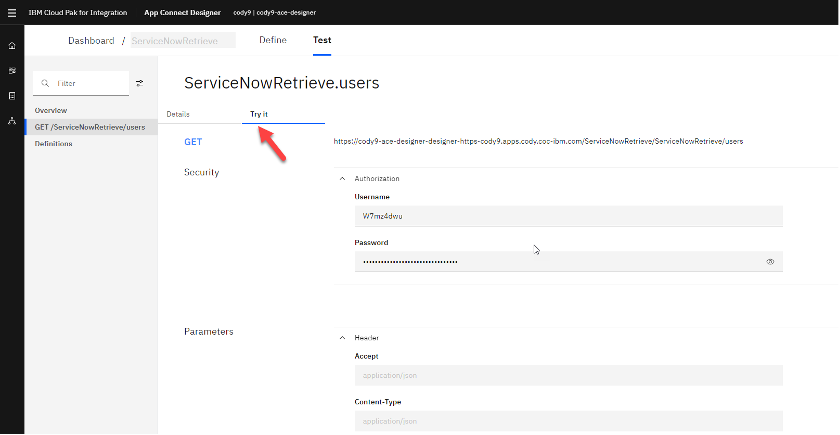 IBM Cloud Pak for Integration App Connect Designer cody9 | cody9-ace-designer
Dashboard / ServiceNowRetrieve Define Test
Filter
Overview
GET /ServiceNowRetrieve/users
Definitions
ServiceNowRetrieve.users
Details Try it
GET https://cody9-ace-designer-designer-https-cody9.apps.cody.coc-ibm.com/ServiceNowRetrieve/ServiceNowRetrieve/users
Security
Authorization
Username
W7mz4dwu
Password
Parameters
Header
Accept
application/json
Content-Type
application/json